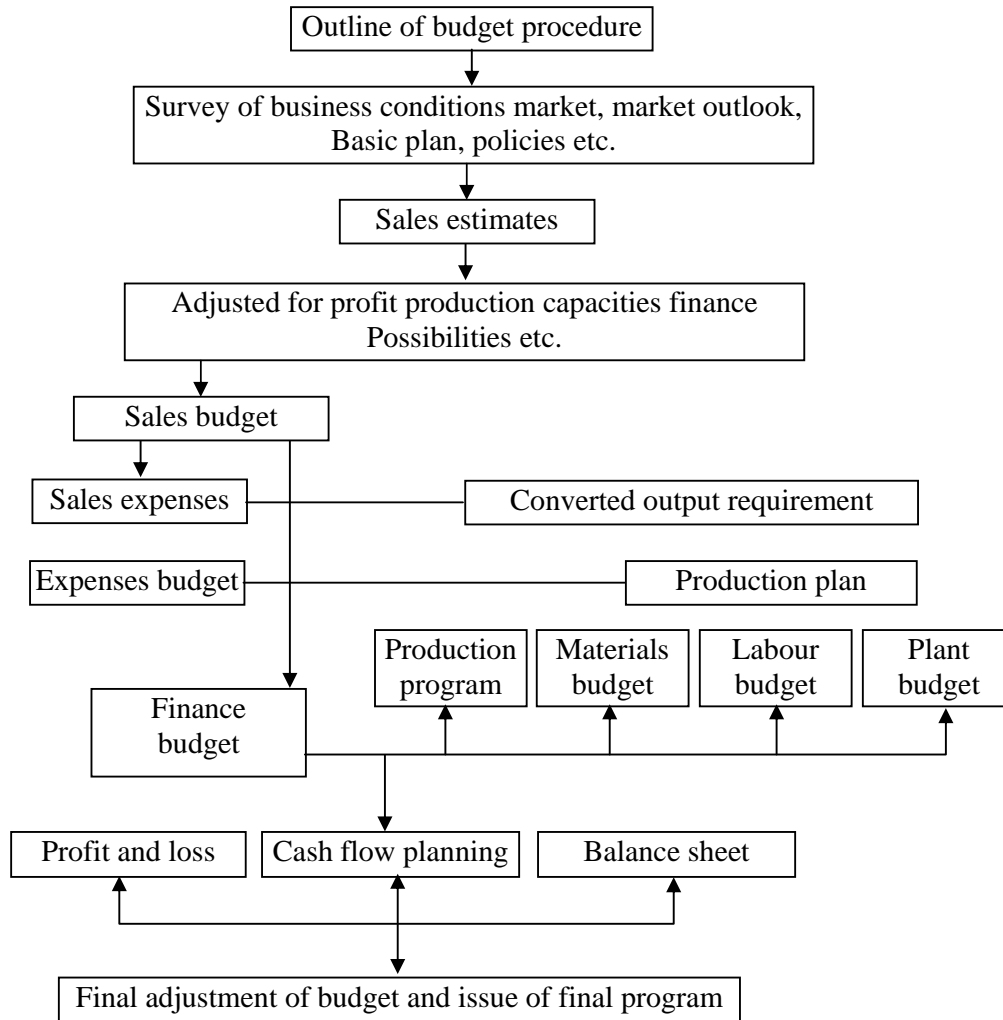 Outline of budget procedure
Survey of business conditions market, market outlook,
Basic plan, policies etc.
Sales estimates
Adjusted for profit production capacities finance
Possibilities etc.
Sales budget
Sales expenses
Converted output requirement
Expenses budget
Production plan
Production
program
Materials
budget
Labour
budget
Plant
budget
Finance
budget
Profit and loss
Cash flow planning
Balance sheet
Final adjustment of budget and issue of final program